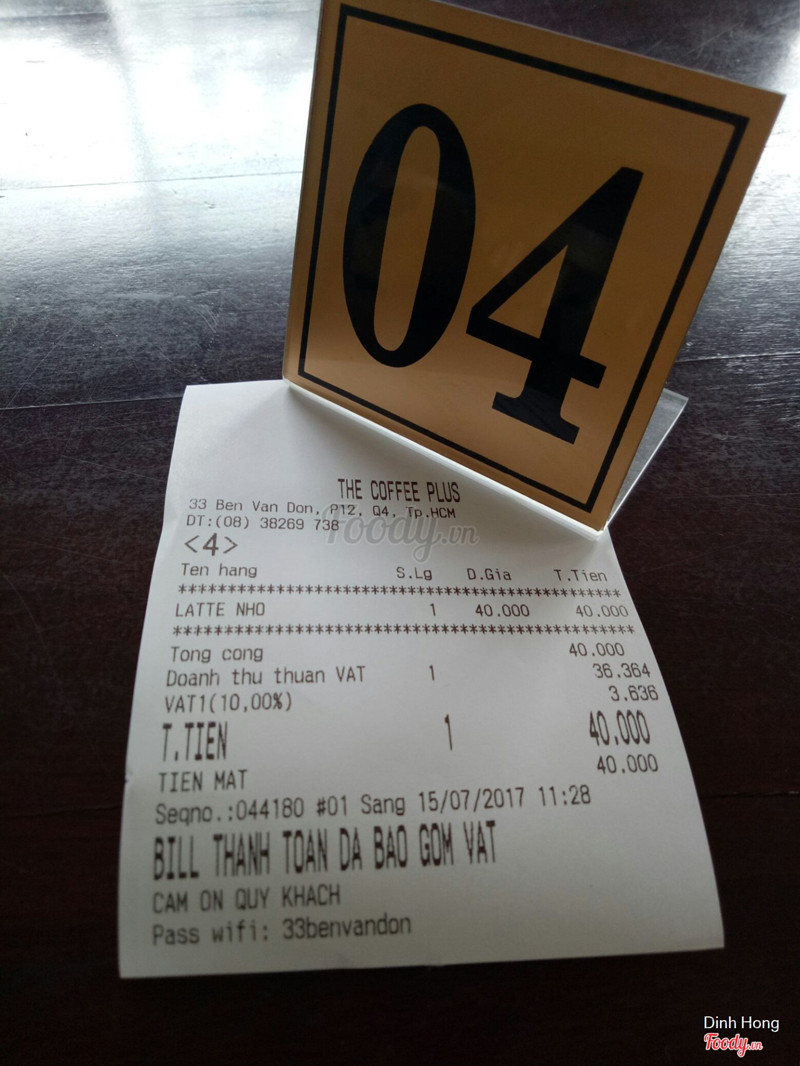 04
THE COFFEE PLUS
33 Ben Van Don, P12, Q4, Tp.HCM
DT:(08) 38269 738
Foody.vn
<4>
Ten hang S.Lg D.Gia T.Tien
********************************************
LATTE NHO 1 40.000 40.000
********************************************
Tong cong 40.000
Doanh thu thuan VAT 1 36.364
VAT1(10,00%) 3.636
T.TIEN 1 40.000
TIEN MAT 40.000
Seqno.:044180 #01 Sang 15/07/2017 11:28
BILL THANH TOAN DA BAO GOM VAT
CAM ON QUY KHACH
Pass wifi: 33benvandon
Dinh Hong
Foody.vn